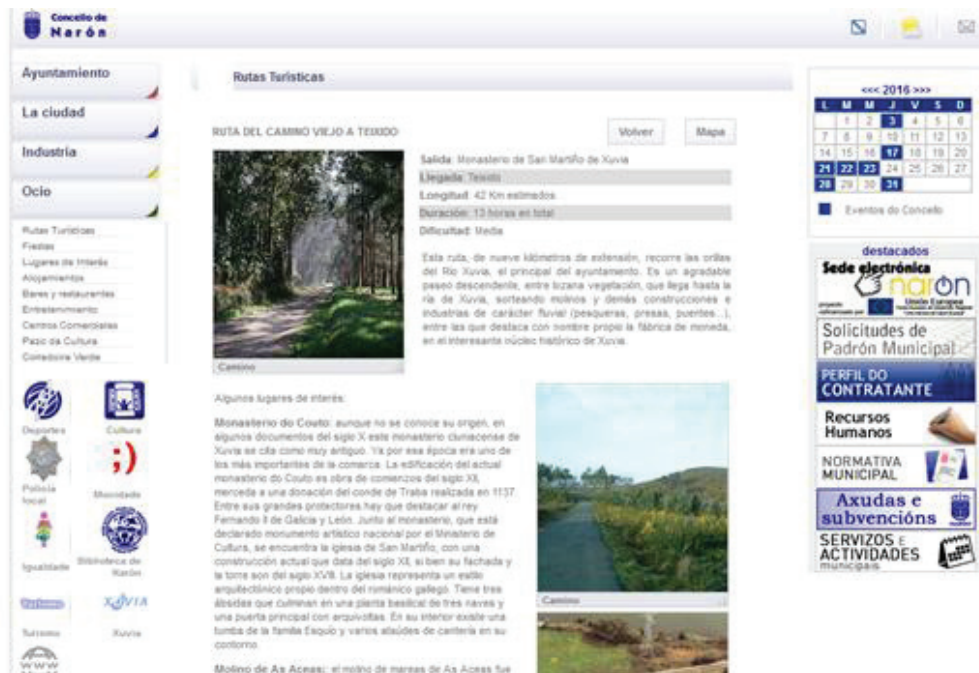 Concello de
Narón
Ayuntamiento
La ciudad
Industria
Ocio
Rutas Turísticas
Fiestas
Lugares de Interés
Alojamientos
Bares y restaurantes
Entretenimiento
Centros Comerciales
Pazo da Cultura
Corredoira Verde
Deportes
Cultura
Policía
local
;)
Mocidade
Igualdade
Biblioteca de
Narón
Turismo
Turismo
XUVIA
Xuvia
WWW
Rutas Turísticas
RUTA DEL CAMINO VIEJO A TEIXIDO
Volver
Mapa
Salida: Monasterio de San Martiño de Xuvia
Llegada: Teixido
Longitud: 42 Km estimados
Duración: 13 horas en total
Dificultad: Media
Esta ruta, de nueve kilómetros de extensión, recorre las orillas
del Río Xuvia, el principal del ayuntamiento. Es un agradable
paseo descendente, entre lozana vegetación, que llega hasta la
ría de Xuvia, sorteando molinos y demás construcciones e
industrias de carácter fluvial (pesqueras, presas, puentes...),
entre las que destaca con nombre propio la fábrica de moneda,
en el interesante núcleo histórico de Xuvia.
Camino
Algunos lugares de interés:
Monasterio do Couto: aunque no se conoce su origen, en
algunos documentos del siglo X este monasterio cluniacense de
Xuvia se cita como muy antiguo. Ya por esa época era uno de
los más importantes de la comarca. La edificación del actual
monasterio do Couto es obra de comienzos del siglo XII,
merceda a una donación del conde de Traba realizada en 1137.
Entre sus grandes protectores hay que destacar al rey
Fernando II de Galicia y León. Junto al monasterio, que está
declarado monumento artístico nacional por el Ministerio de
Cultura, se encuentra la iglesia de San Martiño, con una
construcción actual que data del siglo XII, si bien su fachada y
la torre son del siglo XVIII. La iglesia representa un estilo
arquitectónico propio dentro del románico gallego. Tiene tres
ábsides que culminan en una planta basilical de tres naves y
una puerta principal con arquivoltas. En su interior existe una
tumba de la familia Esquío y varios ataúdes de cantería en su
contorno.
Molino de As Aceas: el molino de mareas de As Aceas fue
Camino
<<< 2016 >>>
L M M J V S D
1 2 3 4 5 6
7 8 9 10 11 12 13
14 15 16 17 18 19 20
21 22 23 24 25 26 27
28 29 30 31
Eventos do Concello
destacados
Sede electrónica
narón
Unión Europea
Solicitudes de
Padrón Municipal
PERFIL DO
CONTRATANTE
Recursos
Humanos
NORMATIVA
MUNICIPAL
Axudas e
subvencións
SERVIZOS E
ACTIVIDADES
municipais